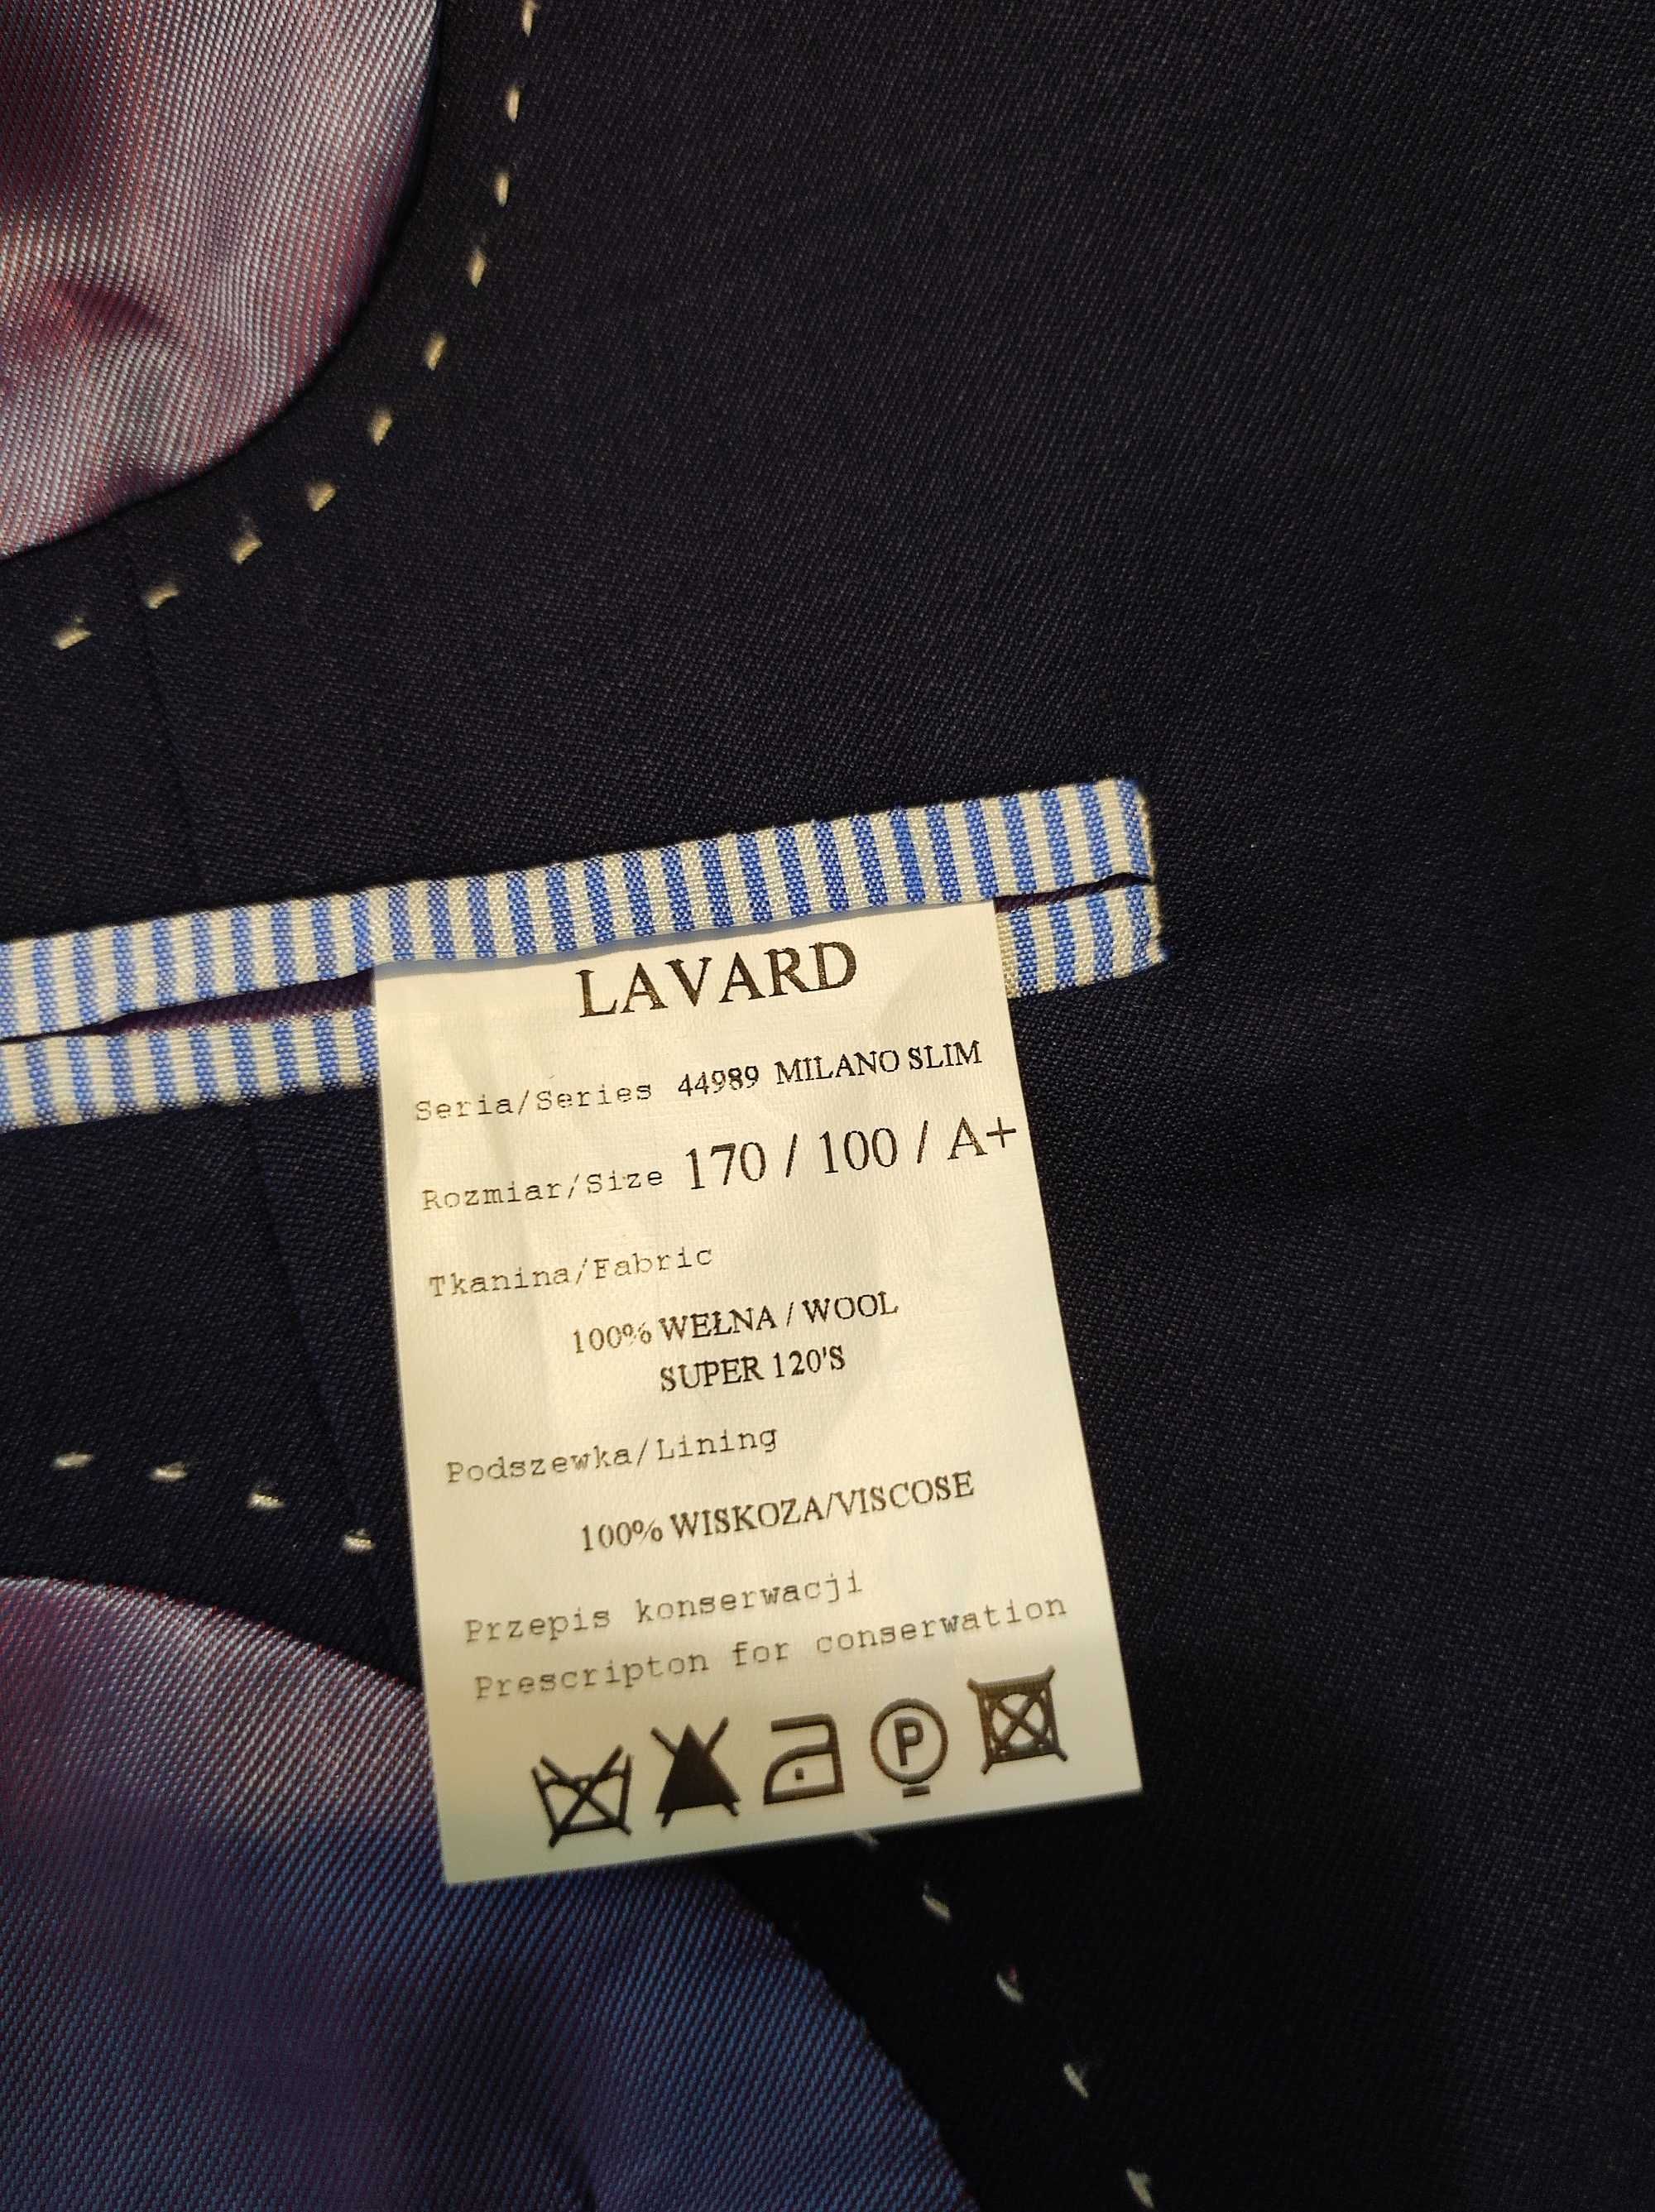 LAVARD
Seria/Series 44989 MILANO SLIM
Rozmiar/Size 170 / 100 / A+
Tkanina/Fabric
100% WEŁNA / WOOL
SUPER 120'S
Podszewka/Lining
100% WISKOZA/VISCOSE
Przepis konserwacji
Prescripton for conserwation
P